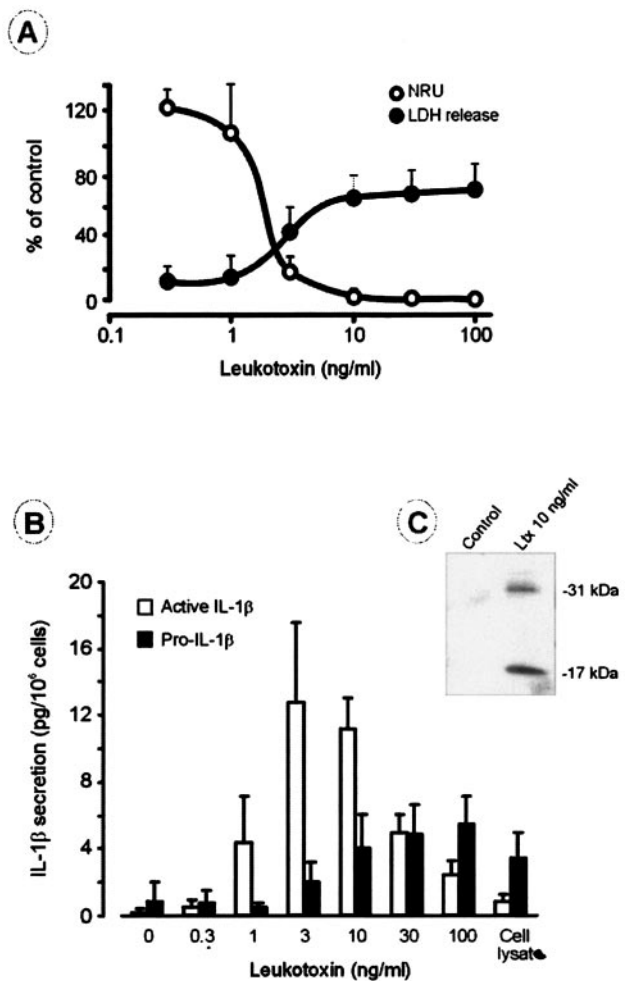 A
NRU
LDH release
120
80
40
0
% of control
0.1 1 10 100
Leukotoxin (ng/ml)
B
C
Control
Ltx 10 ng/ml
-31 kDa
-17 kDa
20
16
12
8
4
0
Active IL-1β
Pro-IL-1β
IL-1β secretion (pg/10⁶ cells)
0 0.3 1 3 10 30 100 Cell
lysate
Leukotoxin (ng/ml)